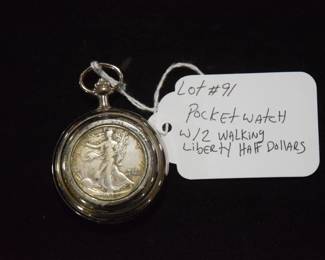 Lot #91
Pocket watch
w/2 walking
Liberty Half Dollars